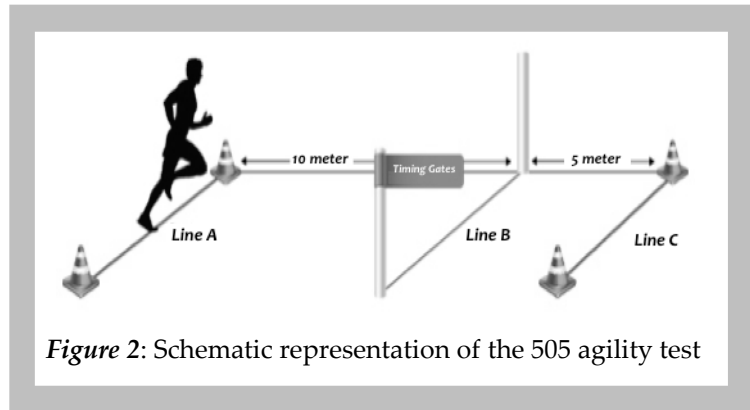 10 meter
Timing Gates
5 meter
Line A
Line B
Line C
Figure 2: Schematic representation of the 505 agility test